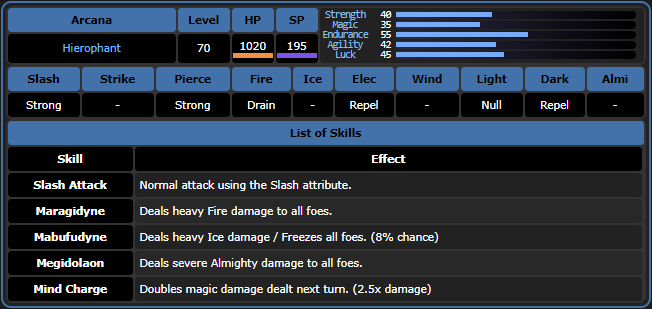 Arcana Level HP SP
Hierophant 70 1020 195
Strength 40
Magic 35
Endurance 55
Agility 42
Luck 45
Slash Strike Pierce Fire Ice Elec Wind Light Dark Almi
Strong - Strong Drain - Repel - Null Repel -
List of Skills
Skill Effect
Slash Attack Normal attack using the Slash attribute.
Maragidyne Deals heavy Fire damage to all foes.
Mabufudyne Deals heavy Ice damage / Freezes all foes. (8% chance)
Megidolaon Deals severe Almighty damage to all foes.
Mind Charge Doubles magic damage dealt next turn. (2.5x damage)